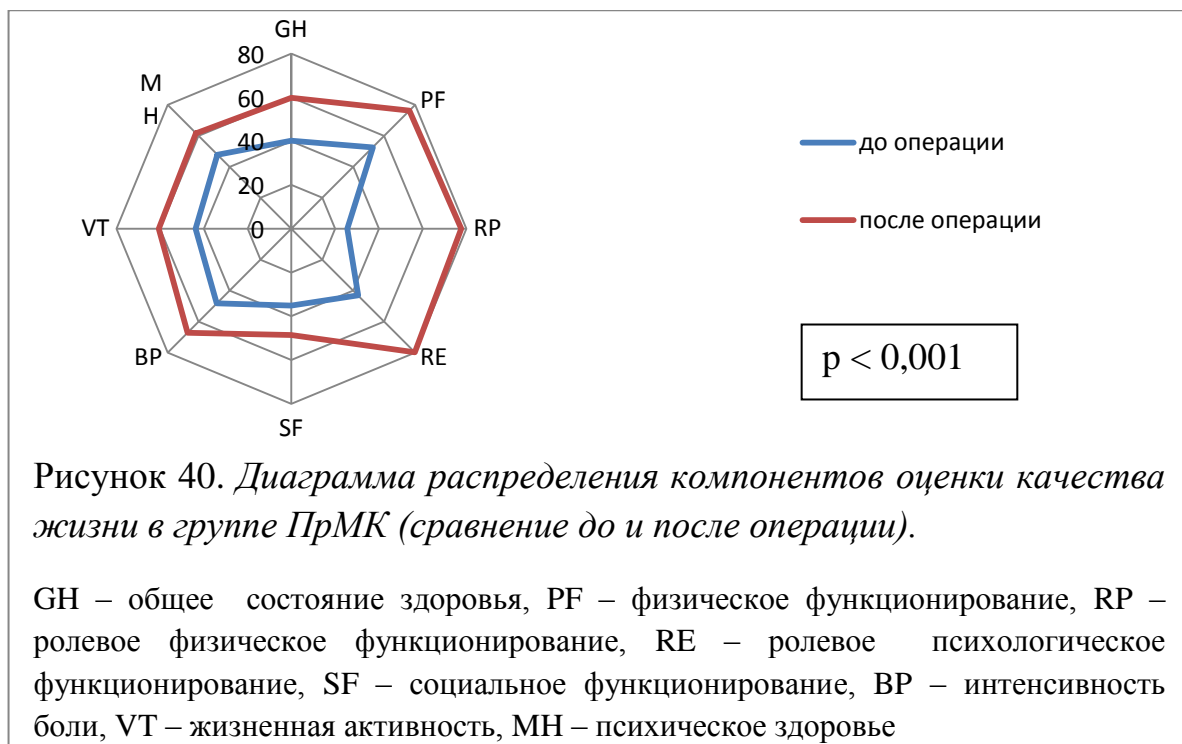 GH
80
М
Н
60
PF
40
20
0
VT
RP
BP
RE
SF
до операции
после операции
p < 0,001
Рисунок 40. Диаграмма распределения компонентов оценки качества
жизни в группе ПрМК (сравнение до и после операции).
GH – общее состояние здоровья, PF – физическое функционирование, RP –
ролевое физическое функционирование, RE – ролевое психологическое
функционирование, SF – социальное функционирование, BP – интенсивность
боли, VT – жизненная активность, MH – психическое здоровье